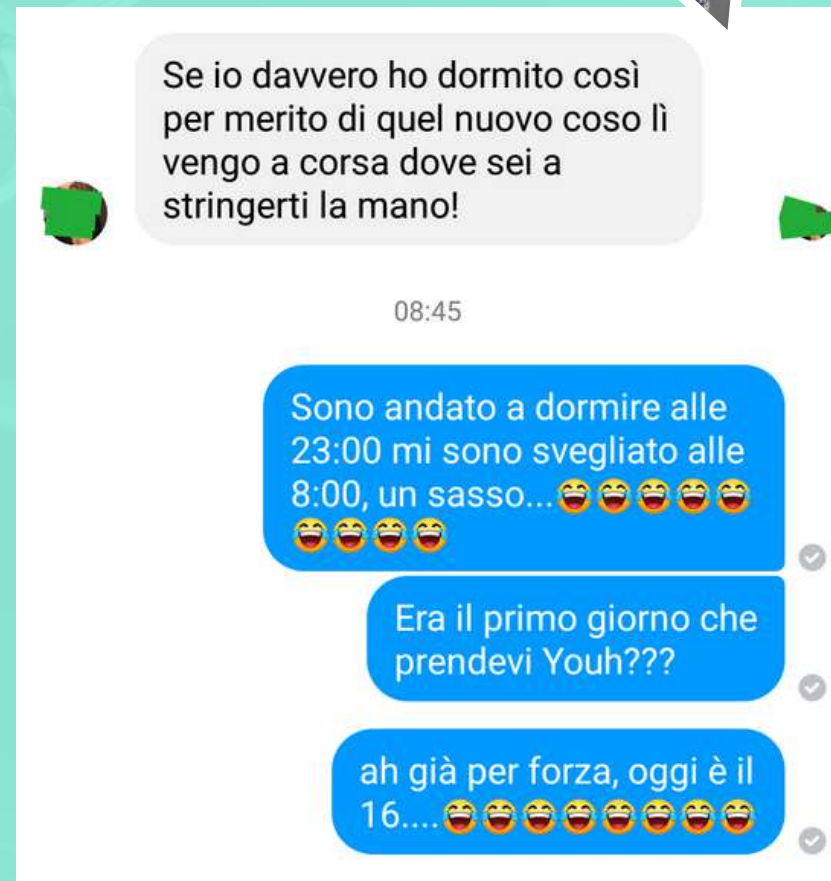 Se io davvero ho dormito così
per merito di quel nuovo coso lì
vengo a corsa dove sei a
stringerti la mano!
08:45
Sono andato a dormire alle
23:00 mi sono svegliato alle
8:00, un sasso...😂😂😂😂😂
😂😂😂😂
Era il primo giorno che
prendevi Youh???
ah già per forza, oggi è il
16....😂😂😂😂😂😂😂😂